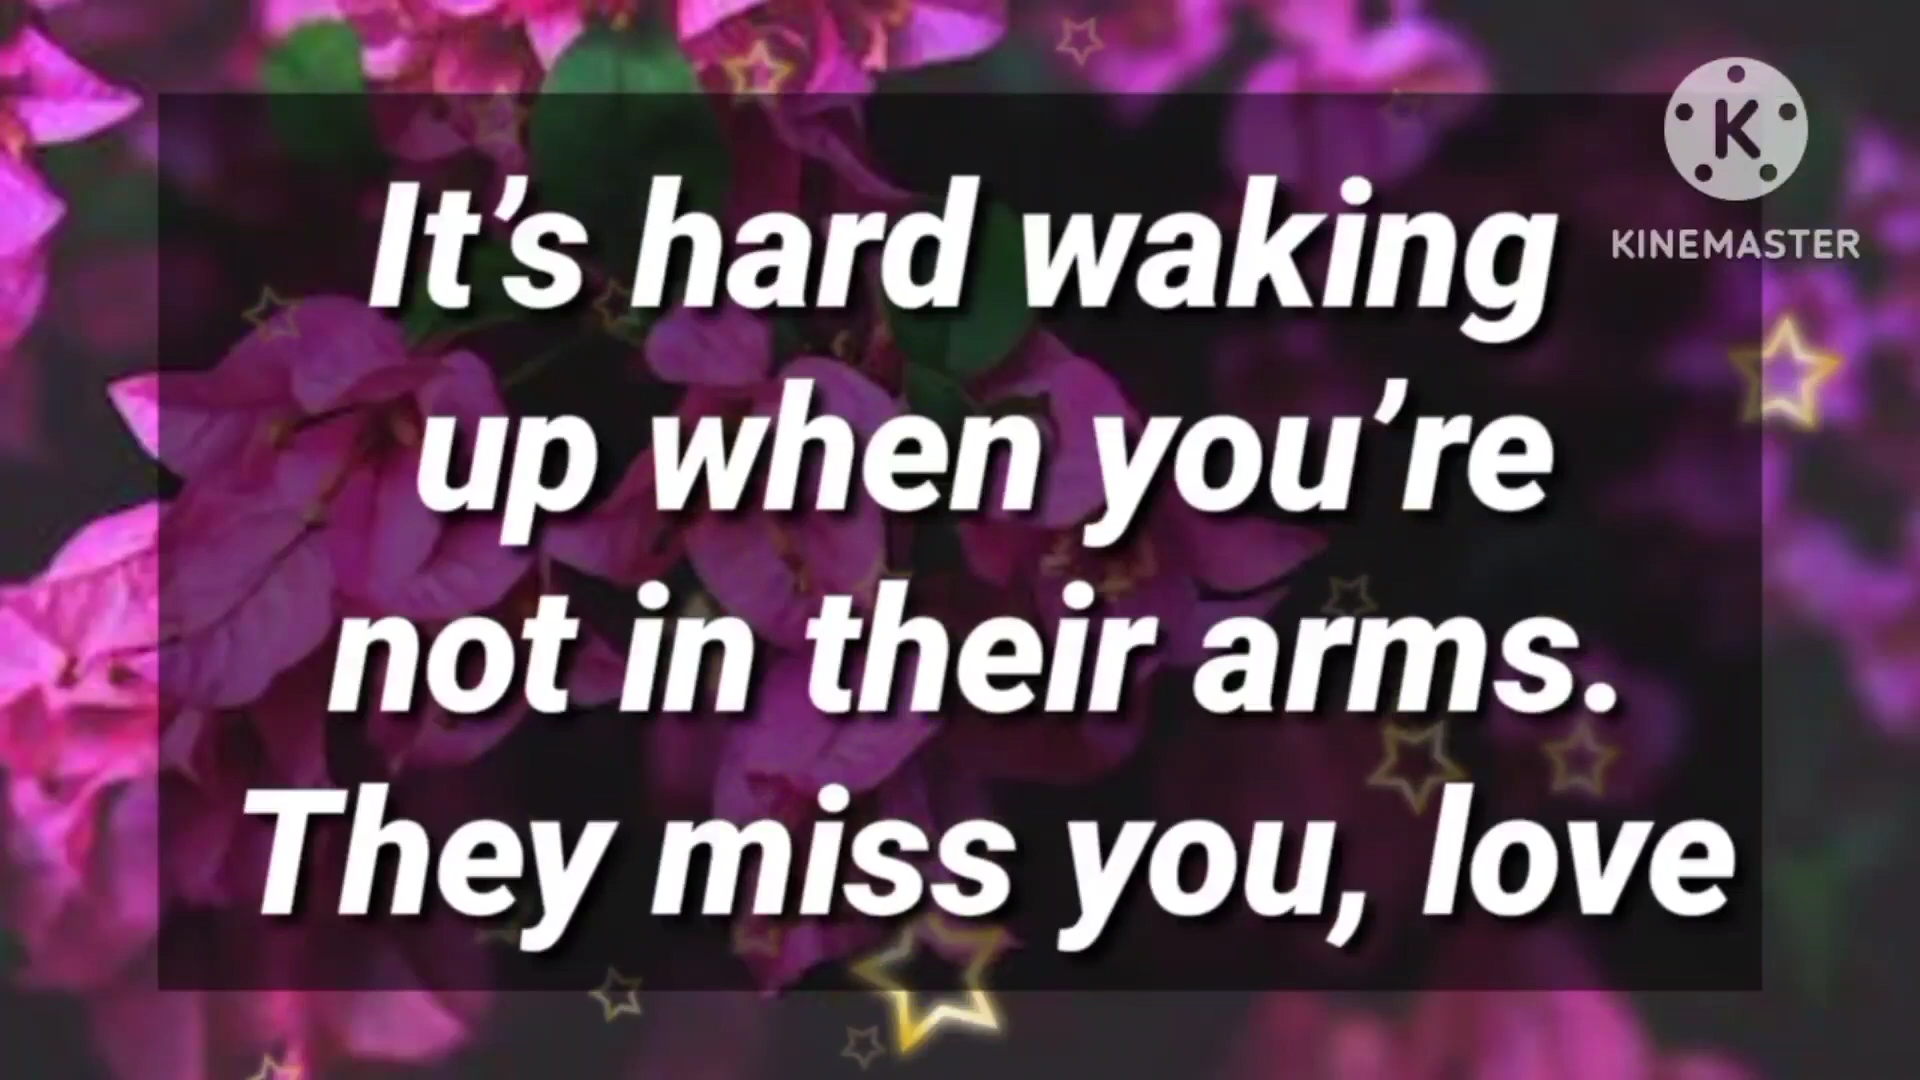 It’s hard waking
up when you’re
not in their arms.
They miss you, love
K
KINEMASTER